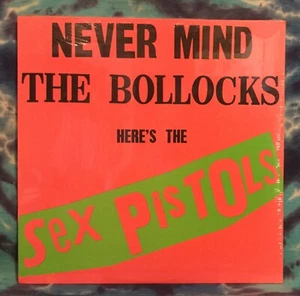 NEVER MIND
THE BOLLOCKS
HERE'S THE
Sex PISTOLS